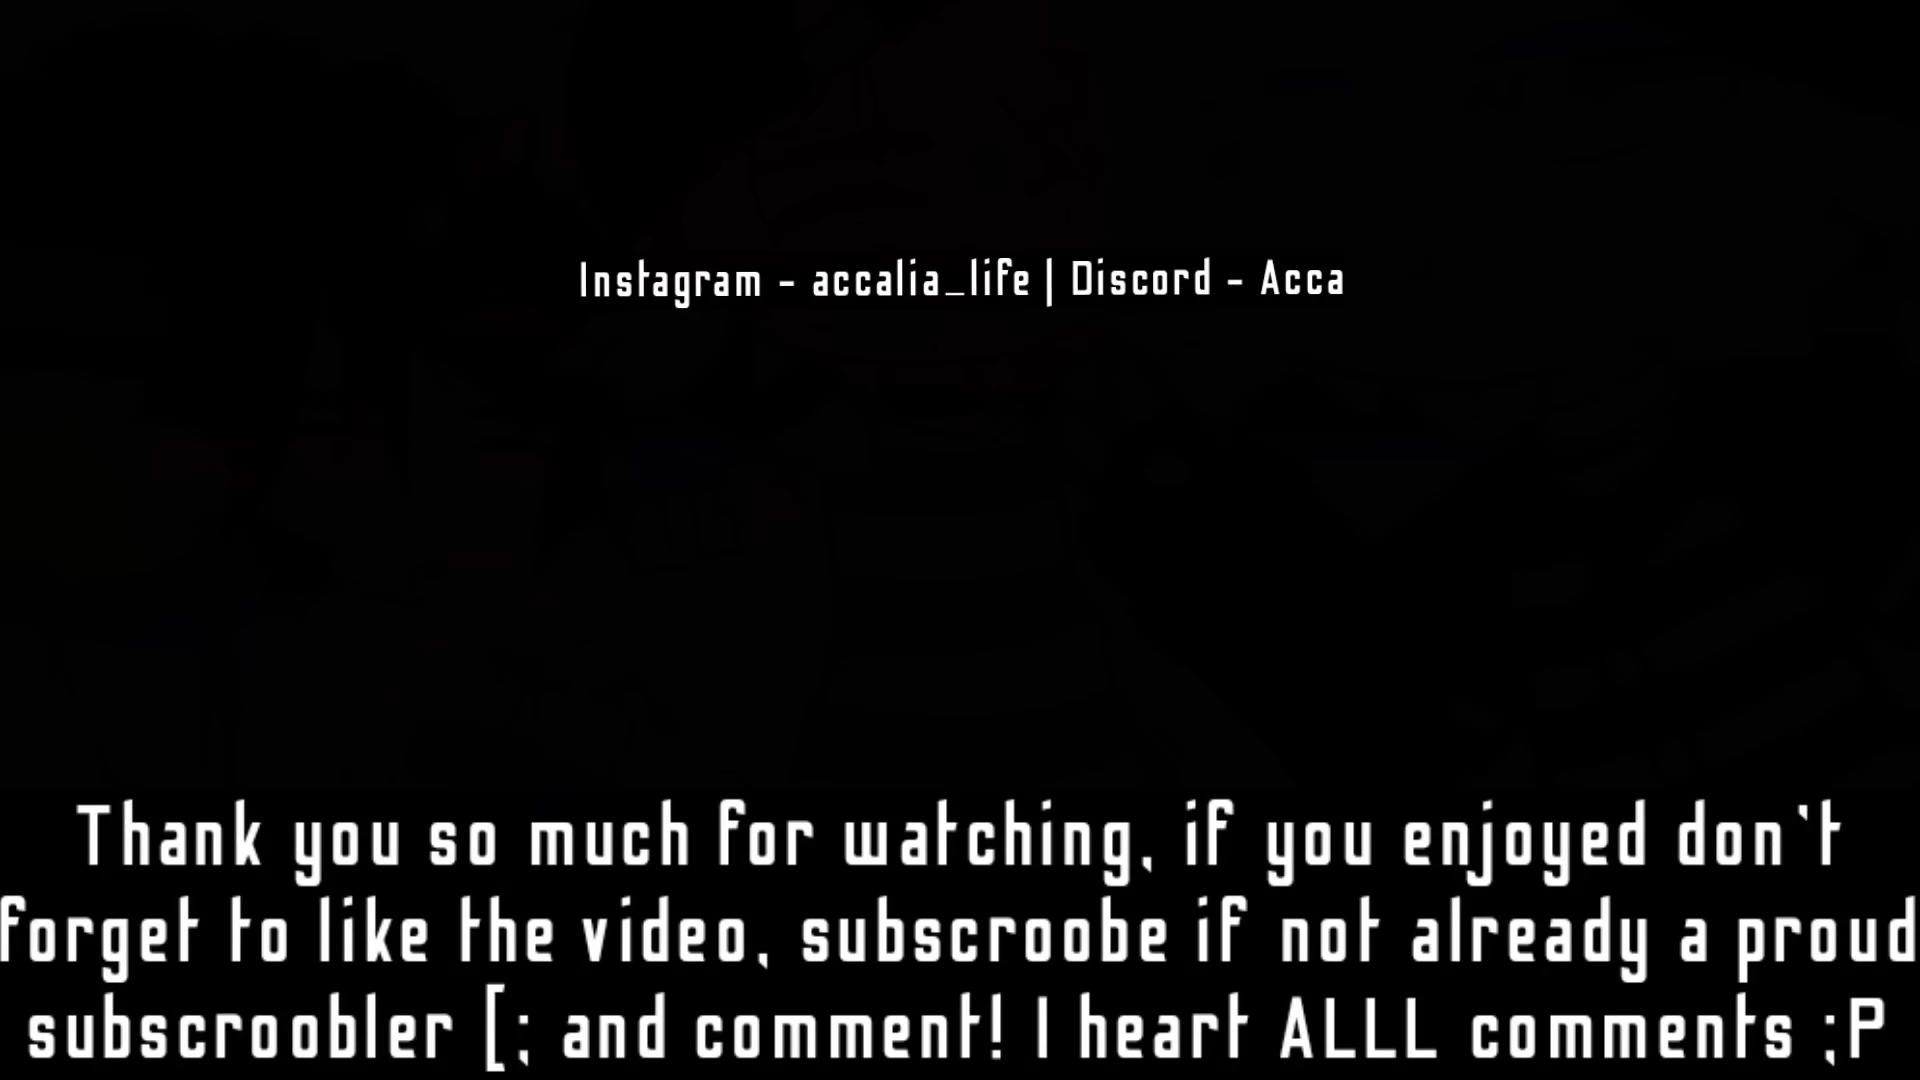 Instagram - accalia_life | Discord - Acca
Thank you so much for watching, if you enjoyed don't
forget to like the video, subscroobe if not already a proud
subscroobler [; and comment! I heart ALLL comments ;P